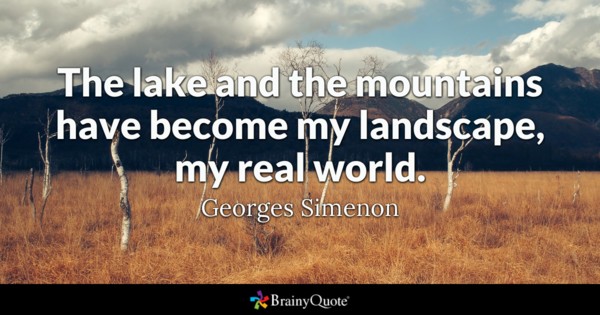 The lake and the mountains
have become my landscape,
my real world.
Georges Simenon
BrainyQuote®